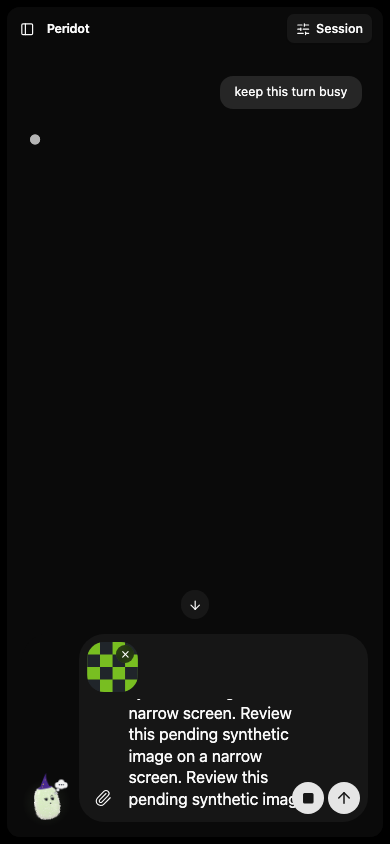 Peridot
Session
keep this turn busy
narrow screen. Review
this pending synthetic
image on a narrow
screen. Review this
pending synthetic